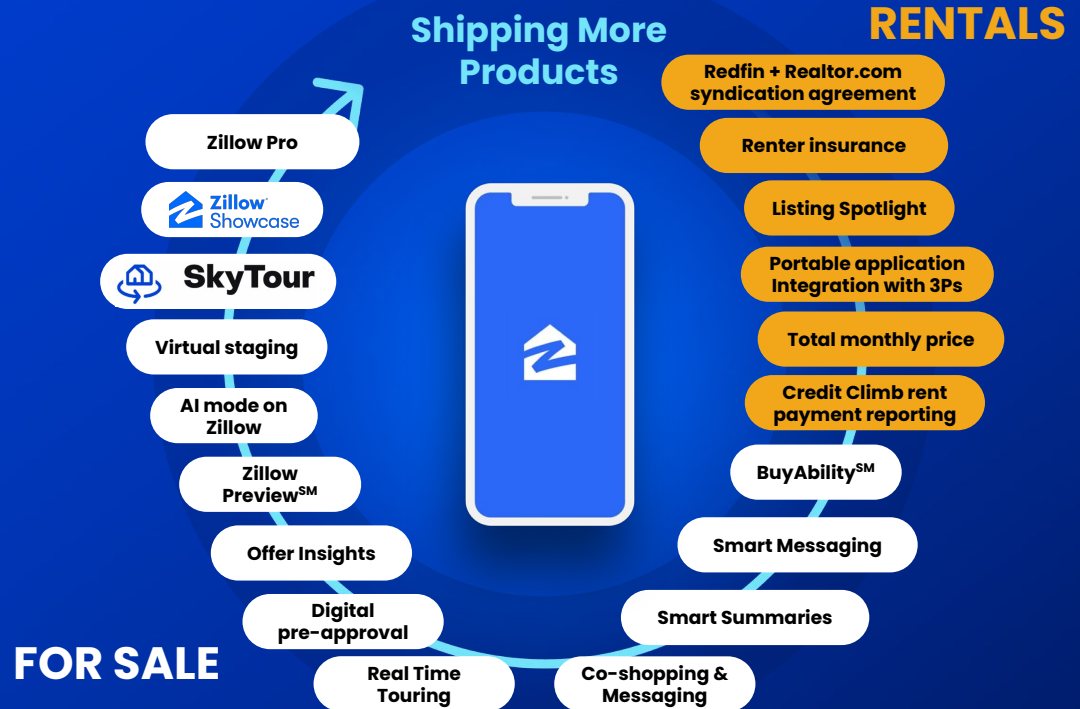 Shipping More
Products
RENTALS
Redfin + Realtor.com
syndication agreement
Renter insurance
Listing Spotlight
Portable application
Integration with 3Ps
Total monthly price
Credit Climb rent
payment reporting
BuyAbility℠
Smart Messaging
Smart Summaries
Co-shopping &
Messaging
Real Time
Touring
Digital
pre-approval
Offer Insights
Zillow
Preview℠
AI mode on
Zillow
Virtual staging
SkyTour
Zillow
Showcase
Zillow Pro
FOR SALE